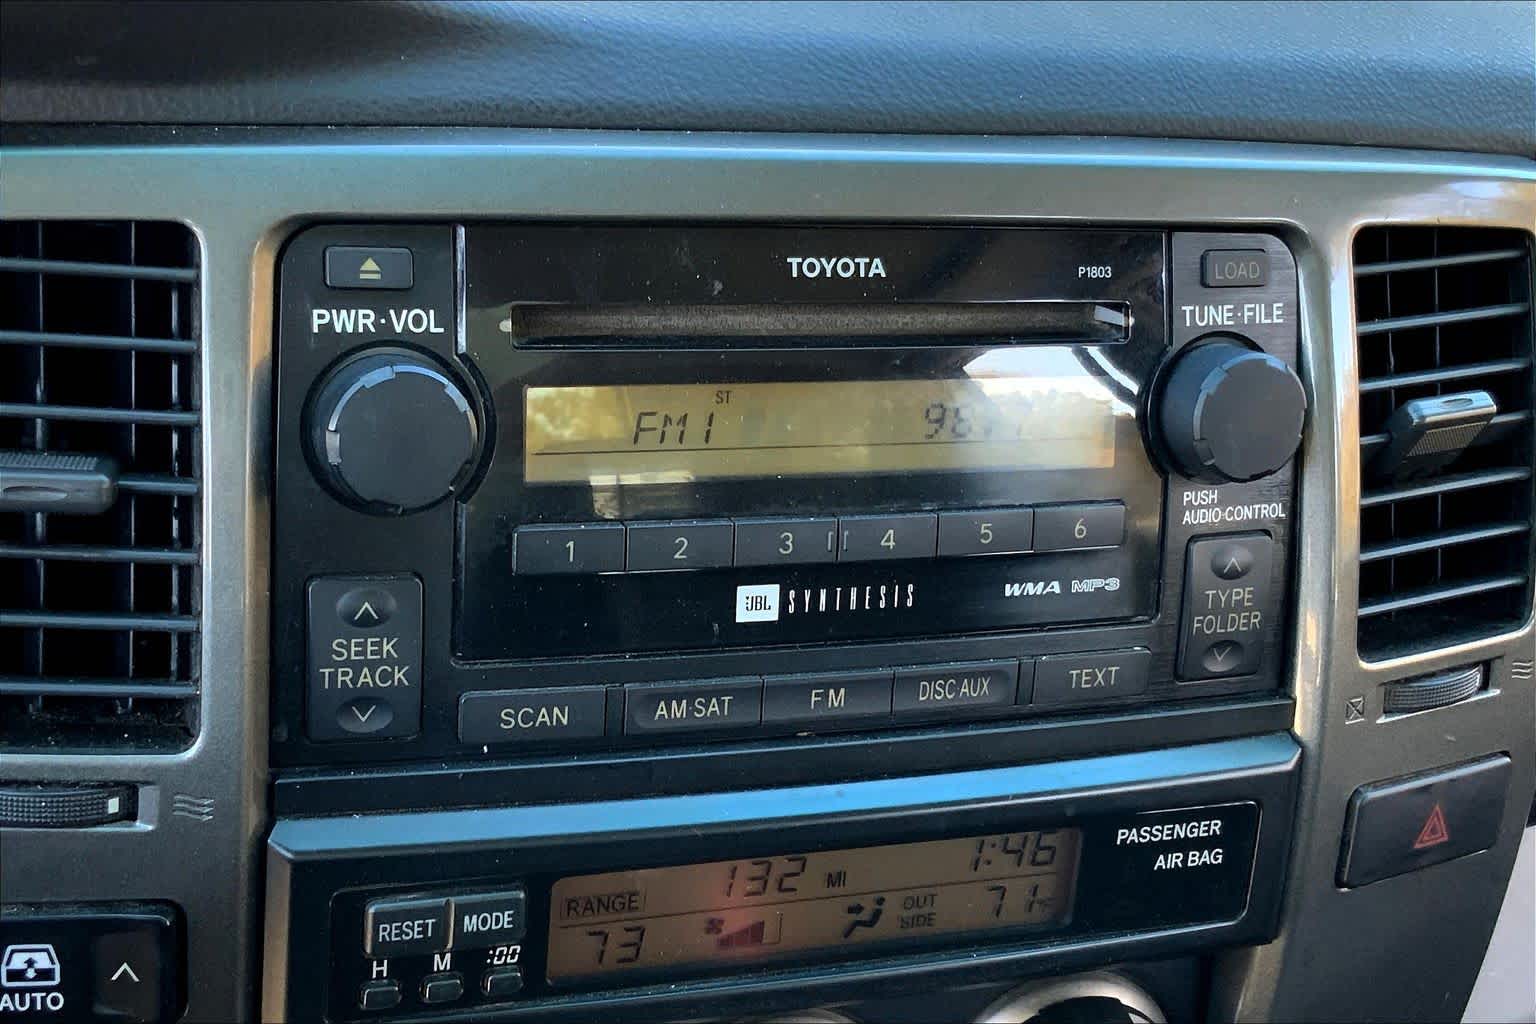 TOYOTA
P1803
LOAD
PWR·VOL
TUNE·FILE
ST
FM1
PUSH
AUDIO·CONTROL
1 2 3 4 5 6
JBL SYNTHESIS
WMA MP3
SEEK
TRACK
TYPE
FOLDER
SCAN AM·SAT FM DISC·AUX TEXT
PASSENGER
AIR BAG
RESET MODE
H M :00
RANGE 132 MI 1:46
73 OUT
SIDE 71°F
AUTO